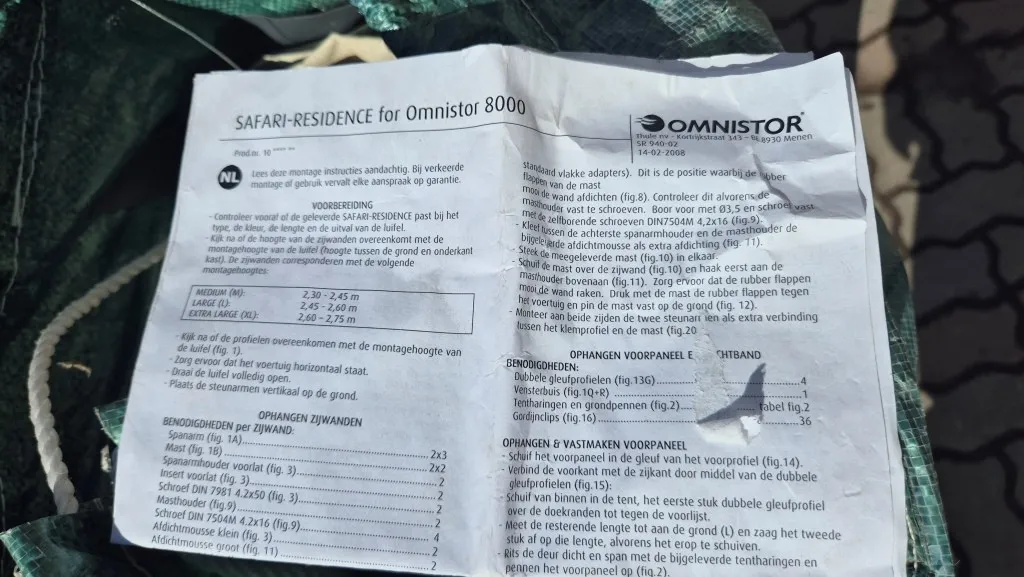 SAFARI-RESIDENCE for Omnistor 8000
Prod.nr. 10
NL
Lees deze montage instructies aandachtig. Bij verkeerde
montage of gebruik vervalt elke aanspraak op garantie.
VOORBEREIDING
- Controleer vooraf of de geleverde SAFARI-RESIDENCE past bij het
type, de kleur, de lengte en de uitval van de luifel.
- Kijk na of de hoogte van de zijwanden overeenkomt met de
montagehoogte van de luifel (hoogte tussen de grond en onderkant
kast). De zijwanden corresponderen met de volgende
montagehoogtes:
MEDIUM (M): 2,30 - 2,45 m
LARGE (L): 2,45 - 2,60 m
EXTRA LARGE (XL): 2,60 - 2,75 m
- Kijk na of de profielen overeenkomen met de montagehoogte van
de luifel (fig. 1).
- Zorg ervoor dat het voertuig horizontaal staat.
- Draai de luifel volledig open.
- Plaats de steunarmen vertikaal op de grond.
OPHANGEN ZIJWANDEN
BENODIGDHEDEN per ZIJWAND:
Spanarm (fig. 1A) 2x3
Mast (fig. 1B) 2x2
Spanarmhouder voorlat (fig. 3) 2
Insert voorlat (fig. 3) 2
Schroef DIN 7981 4.2x50 (fig. 3) 2
Masthouder (fig.9) 2
Schroef DIN 7504M 4.2x16 (fig.9) 4
Afdichtmousse klein (fig. 3) 2
Afdichtmousse groot (fig. 11) 2
OMNISTOR®
Thule nv - Kortrijkstraat 343 - BE 8930 Menen
SR 940-02
14-02-2008
standaard vlakke adapters). Dit is de positie waarbij de rubber
flappen van de mast
mooi de wand afdichten (fig.8). Controleer dit alvorens de
masthouder vast te schroeven. Boor voor met Ø3,5 en schroef vast
met de zelfborende schroeven DIN7504M 4,2x16 (fig.9).
- Kleef tussen de achterste spanarmhouder en de masthouder de
bijgeleverde afdichtmousse als extra afdichting (fig. 11).
- Steek de meegeleverde mast (fig.10) in elkaar.
- Schuif de mast over de zijwand (fig.10) en haak eerst aan de
masthouder bovenaan (fig.11). Zorg ervoor dat de rubber flappen
mooi de wand raken. Druk met de mast de rubber flappen tegen
het voertuig en pin de mast vast op de grond (fig. 12).
- Monteer aan beide zijden de twee steunarmen als extra verbinding
tussen het klemprofiel en de mast (fig.20
OPHANGEN VOORPANEEL E CHTBAND
BENODIGDHEDEN:
Dubbele gleufprofielen (fig.13G) 4
Vensterbuis (fig.1Q+R) 1
Tentharingen en grondpennen (fig.2) tabel fig.2
Gordijnclips (fig.16) 36
OPHANGEN & VASTMAKEN VOORPANEEL
- Schuif het voorpaneel in de gleuf van het voorprofiel (fig.14).
- Verbind de voorkant met de zijkant door middel van de dubbele
gleufprofielen (fig.15):
- Schuif van binnen in de tent, het eerste stuk dubbele gleufprofiel
over de doekranden tot tegen de voorlijst.
- Meet de resterende lengte tot aan de grond (L) en zaag het tweede
stuk af op die lengte, alvorens het erop te schuiven.
- Rits de deur dicht en span met de bijgeleverde tentharingen en
pennen het voorpaneel op (fig.2).